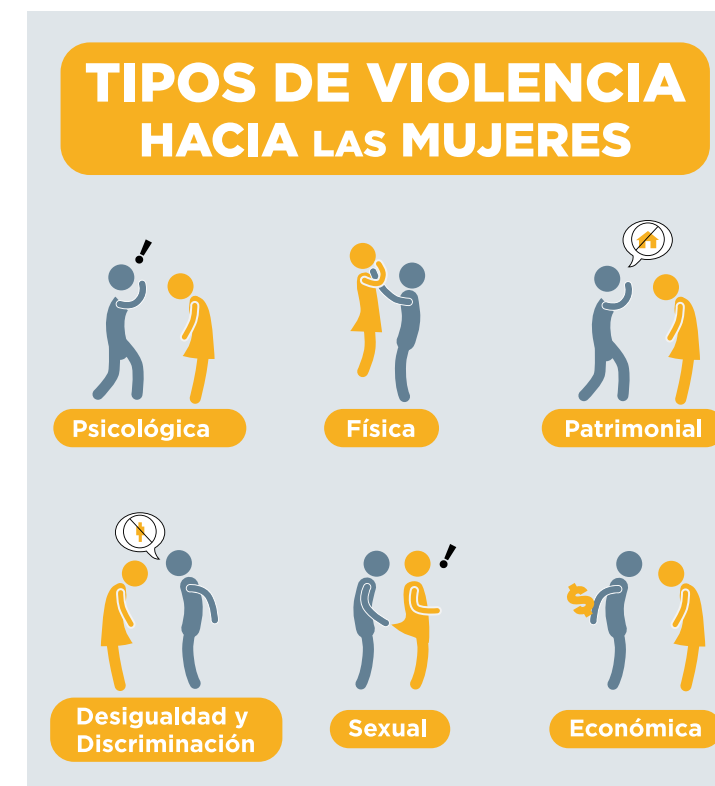 TIPOS DE VIOLENCIA
HACIA LAS MUJERES
!
Psicológica
Física
Patrimonial
!
$
Desigualdad y
Discriminación
Sexual
Económica